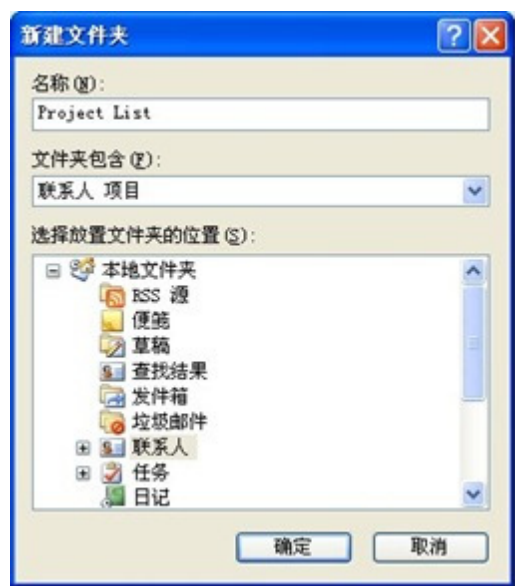 新建文件夹
名称(N):
Project List
文件夹包含(F):
联系人 项目
选择放置文件夹的位置(S):
本地文件夹
RSS 源
便笺
草稿
查找结果
发件箱
垃圾邮件
联系人
任务
日记
确定 取消